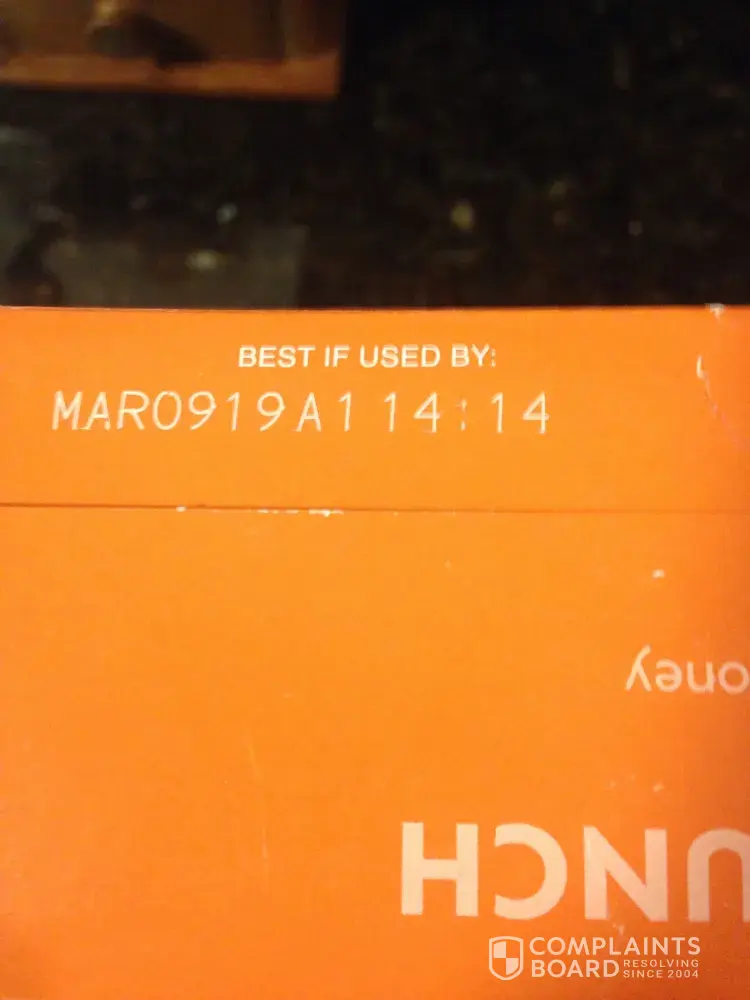 BEST IF USED BY:
MAR0919A1 14:14
oney
UNCH
COMPLAINTS
BOARD RESOLVING
SINCE 2004